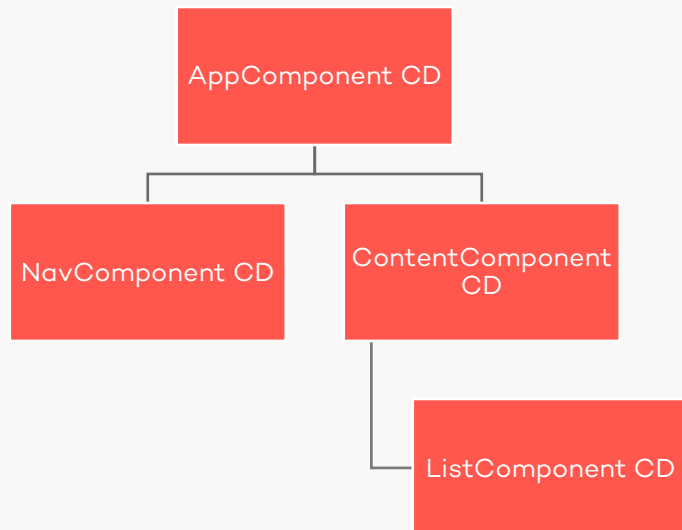 AppComponent CD
NavComponent CD
ContentComponent
CD
ListComponent CD